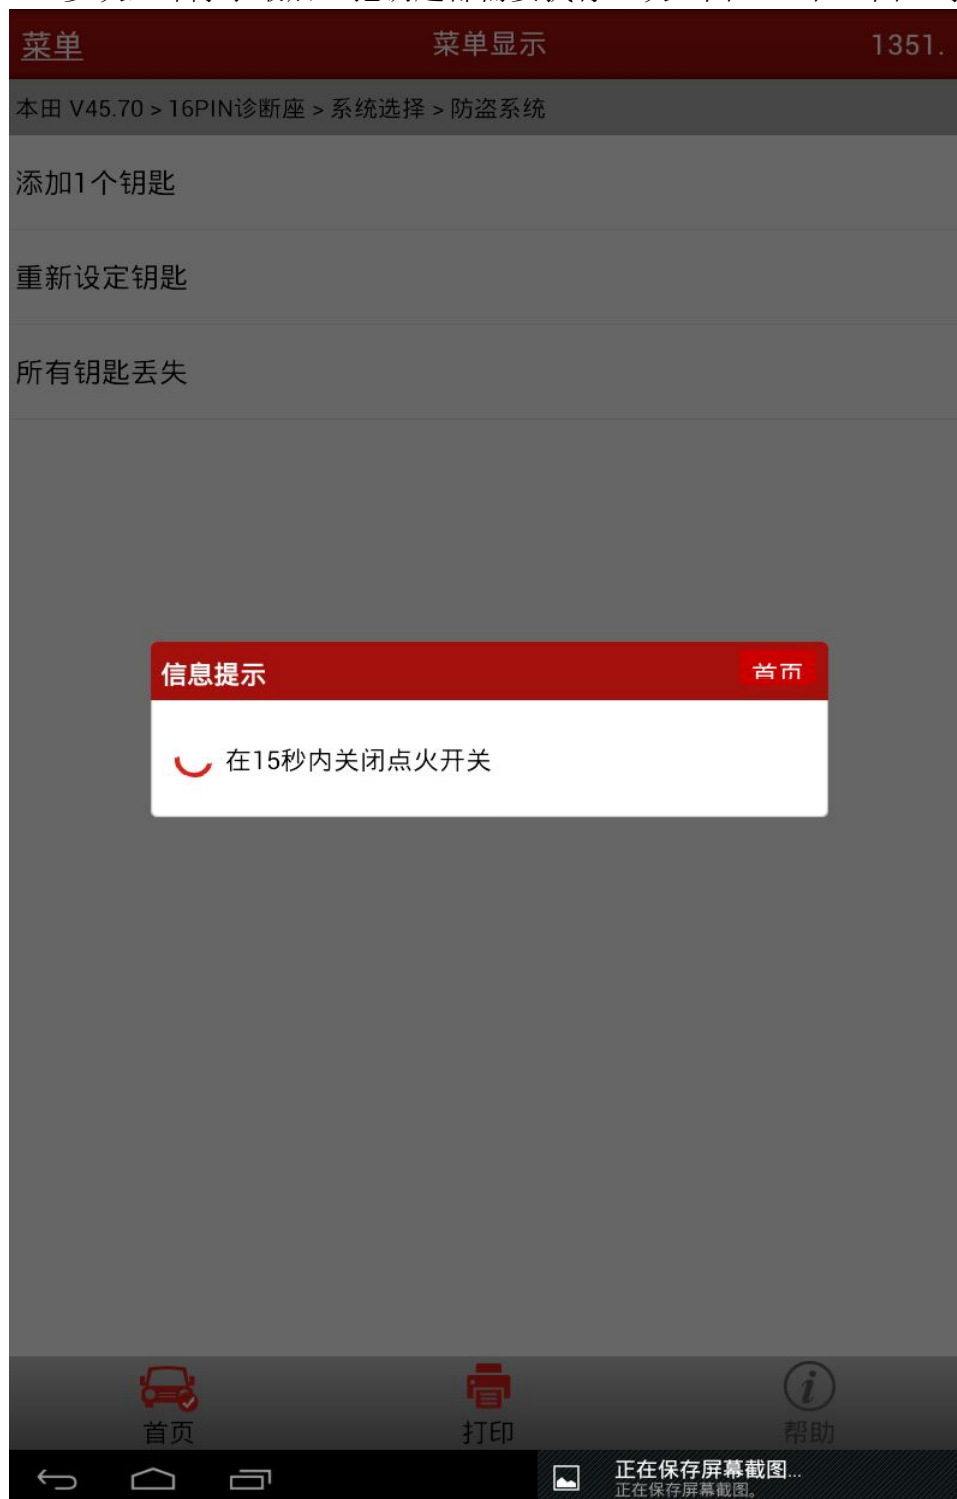 菜单
菜单显示
1351.
本田 V45.70 > 16PIN诊断座 > 系统选择 > 防盗系统
添加1个钥匙
重新设定钥匙
所有钥匙丢失
信息提示
首页
在15秒内关闭点火开关
首页
打印
帮助
正在保存屏幕截图...
正在保存屏幕截图。